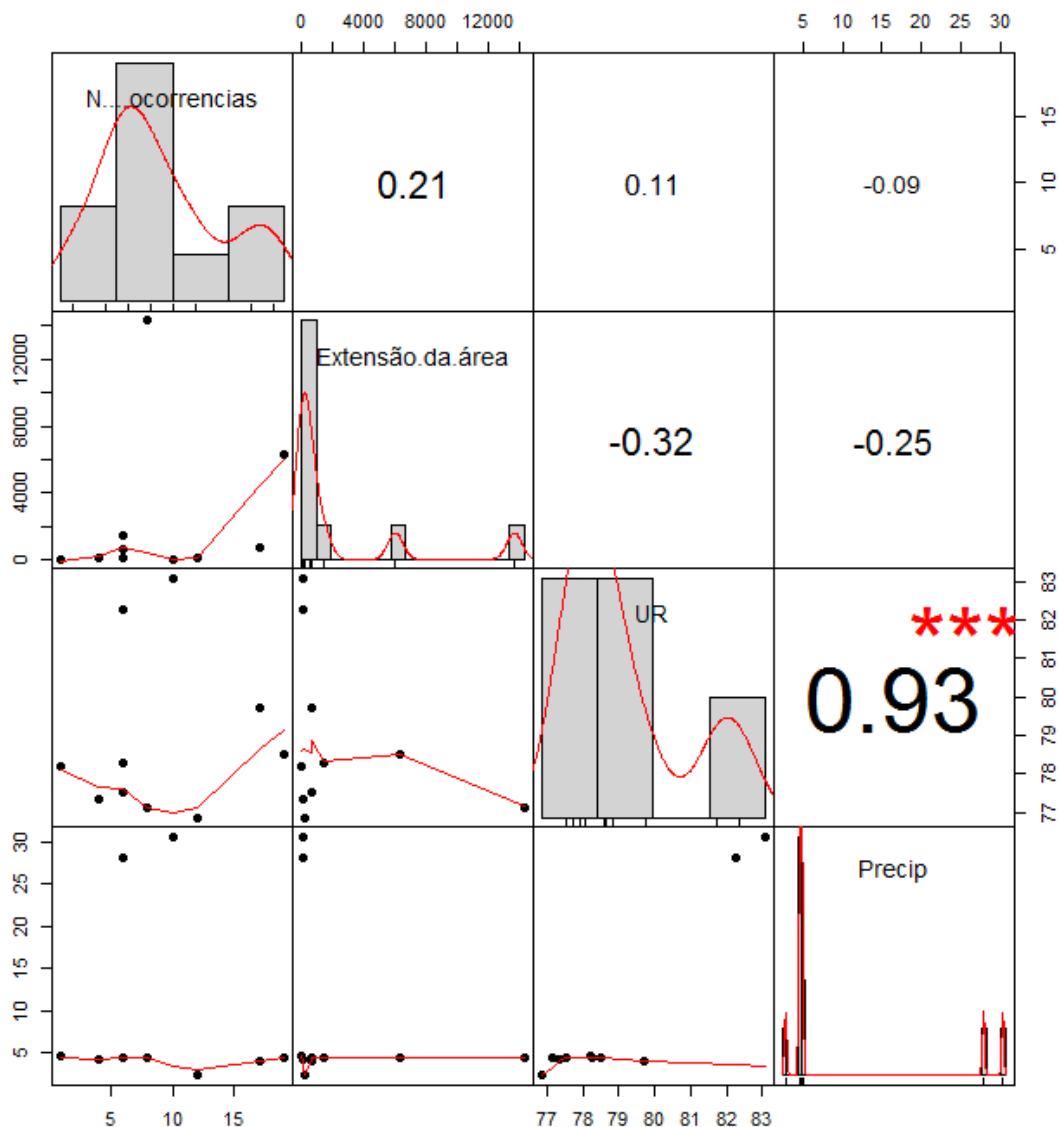 0 4000 8000 12000
5 10 15 20 25 30
N....ocorrencias
0.21
0.11
-0.09
5 10 15
0 4000 8000 12000
Extensão.da.área
-0.32
-0.25
UR
***
0.93
77 78 79 80 81 82 83
5 10 15 20 25 30
Precip
5 10 15
77 78 79 80 81 82 83